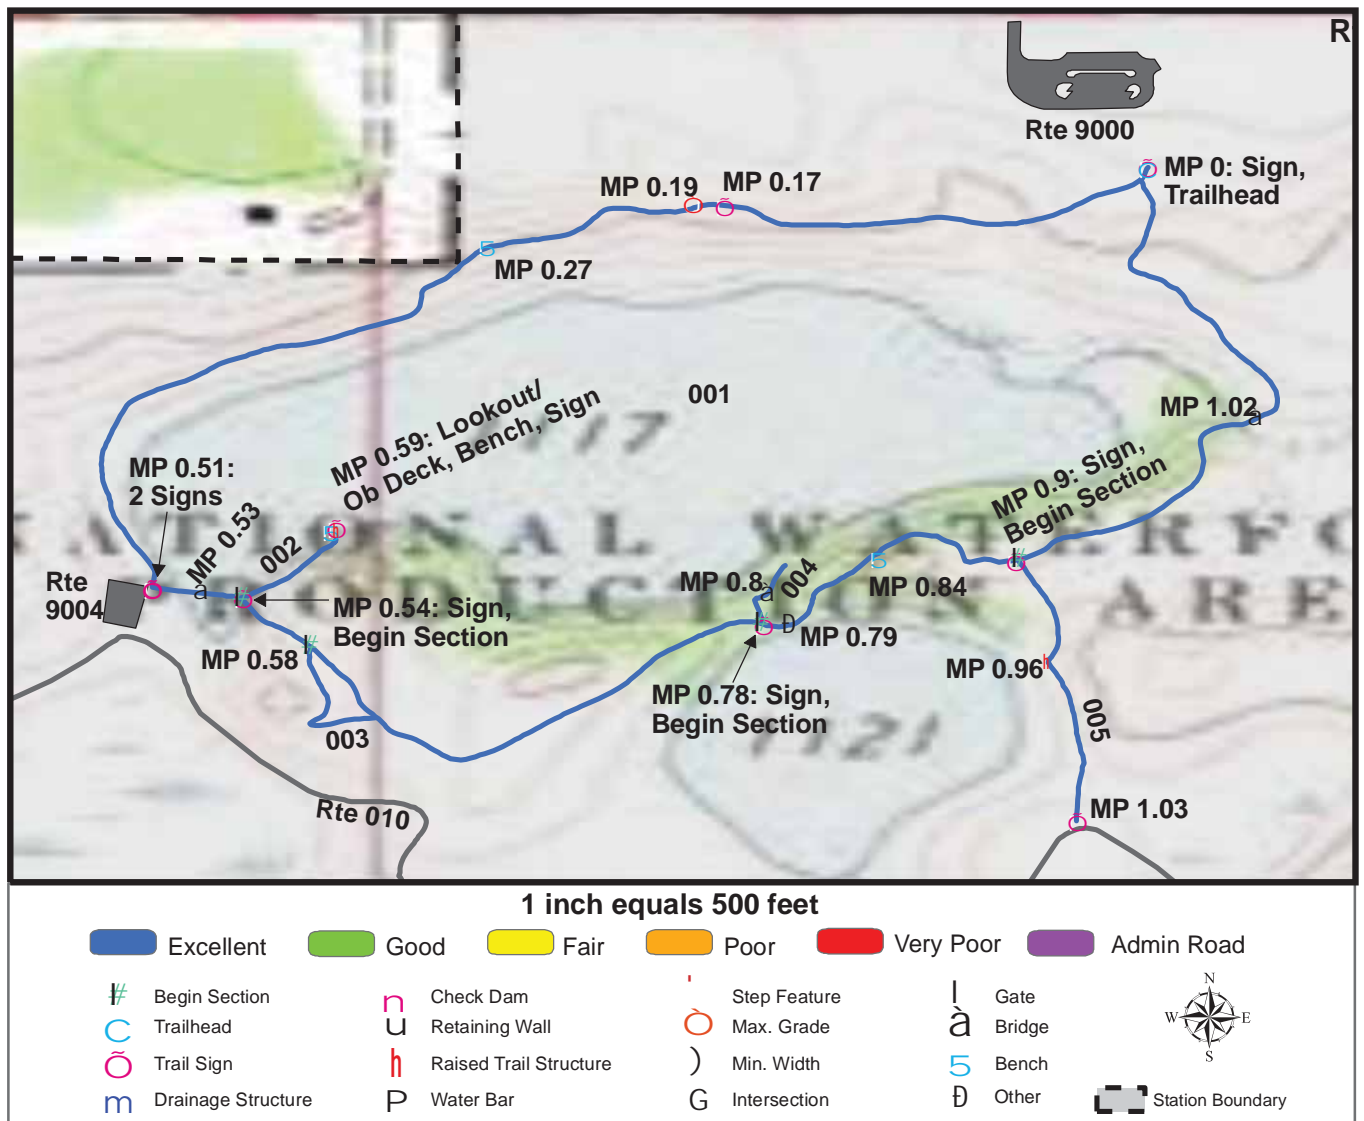 R
Rte 9000
MP 0: Sign,
Trailhead
MP 0.19
MP 0.17
MP 0.27
001
17
MP 1.02
MP 0.59: Lookout/
Ob Deck, Bench, Sign
MP 0.51:
2 Signs
MP 0.53
002
MP 0.9: Sign,
Begin Section
NATIONAL WATERFO
PRODUCTION ARE
Rte
9004
MP 0.54: Sign,
Begin Section
MP 0.8
004
MP 0.84
MP 0.79
MP 0.58
MP 0.96
MP 0.78: Sign,
Begin Section
1121
003
005
Rte 010
MP 1.03
1 inch equals 500 feet
Excellent Good Fair Poor Very Poor Admin Road
Begin Section Check Dam Step Feature Gate
Trailhead Retaining Wall Max. Grade Bridge
Trail Sign Raised Trail Structure Min. Width Bench
Drainage Structure Water Bar Intersection Other Station Boundary
N
W E
S